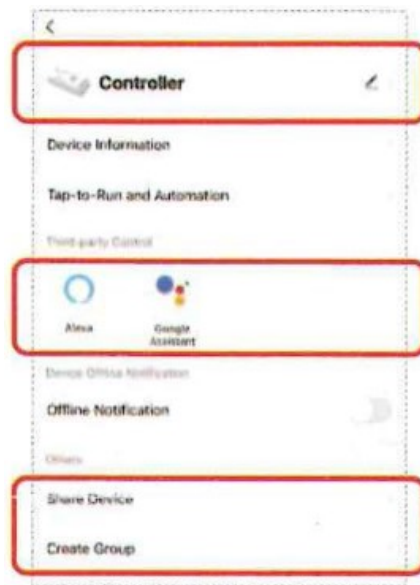 Controller
Device Information
Tap-to-Run and Automation
Third-party Control
Alexa
Google
Assistant
Device Offline Notification
Offline Notification
Others
Share Device
Create Group